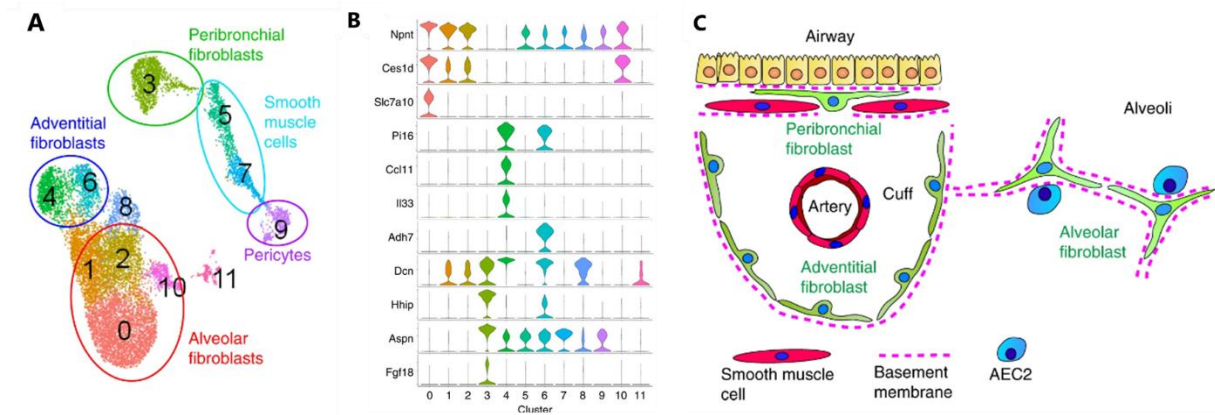 A
Peribronchial
fibroblasts
3
Adventitial
fibroblasts
5
Smooth
muscle
cells
7
4
6
8
9
Pericytes
1
2
10
11
0
Alveolar
fibroblasts
B
Npnt
Ces1d
Slc7a10
Pi16
Ccl11
Il33
Adh7
Dcn
Hhip
Aspn
Fgf18
0 1 2 3 4 5 6 7 8 9 10 11
Cluster
C
Airway
Peribronchial
fibroblast
Artery
Cuff
Adventitial
fibroblast
Alveoli
Alveolar
fibroblast
Smooth muscle
cell
Basement
membrane
AEC2